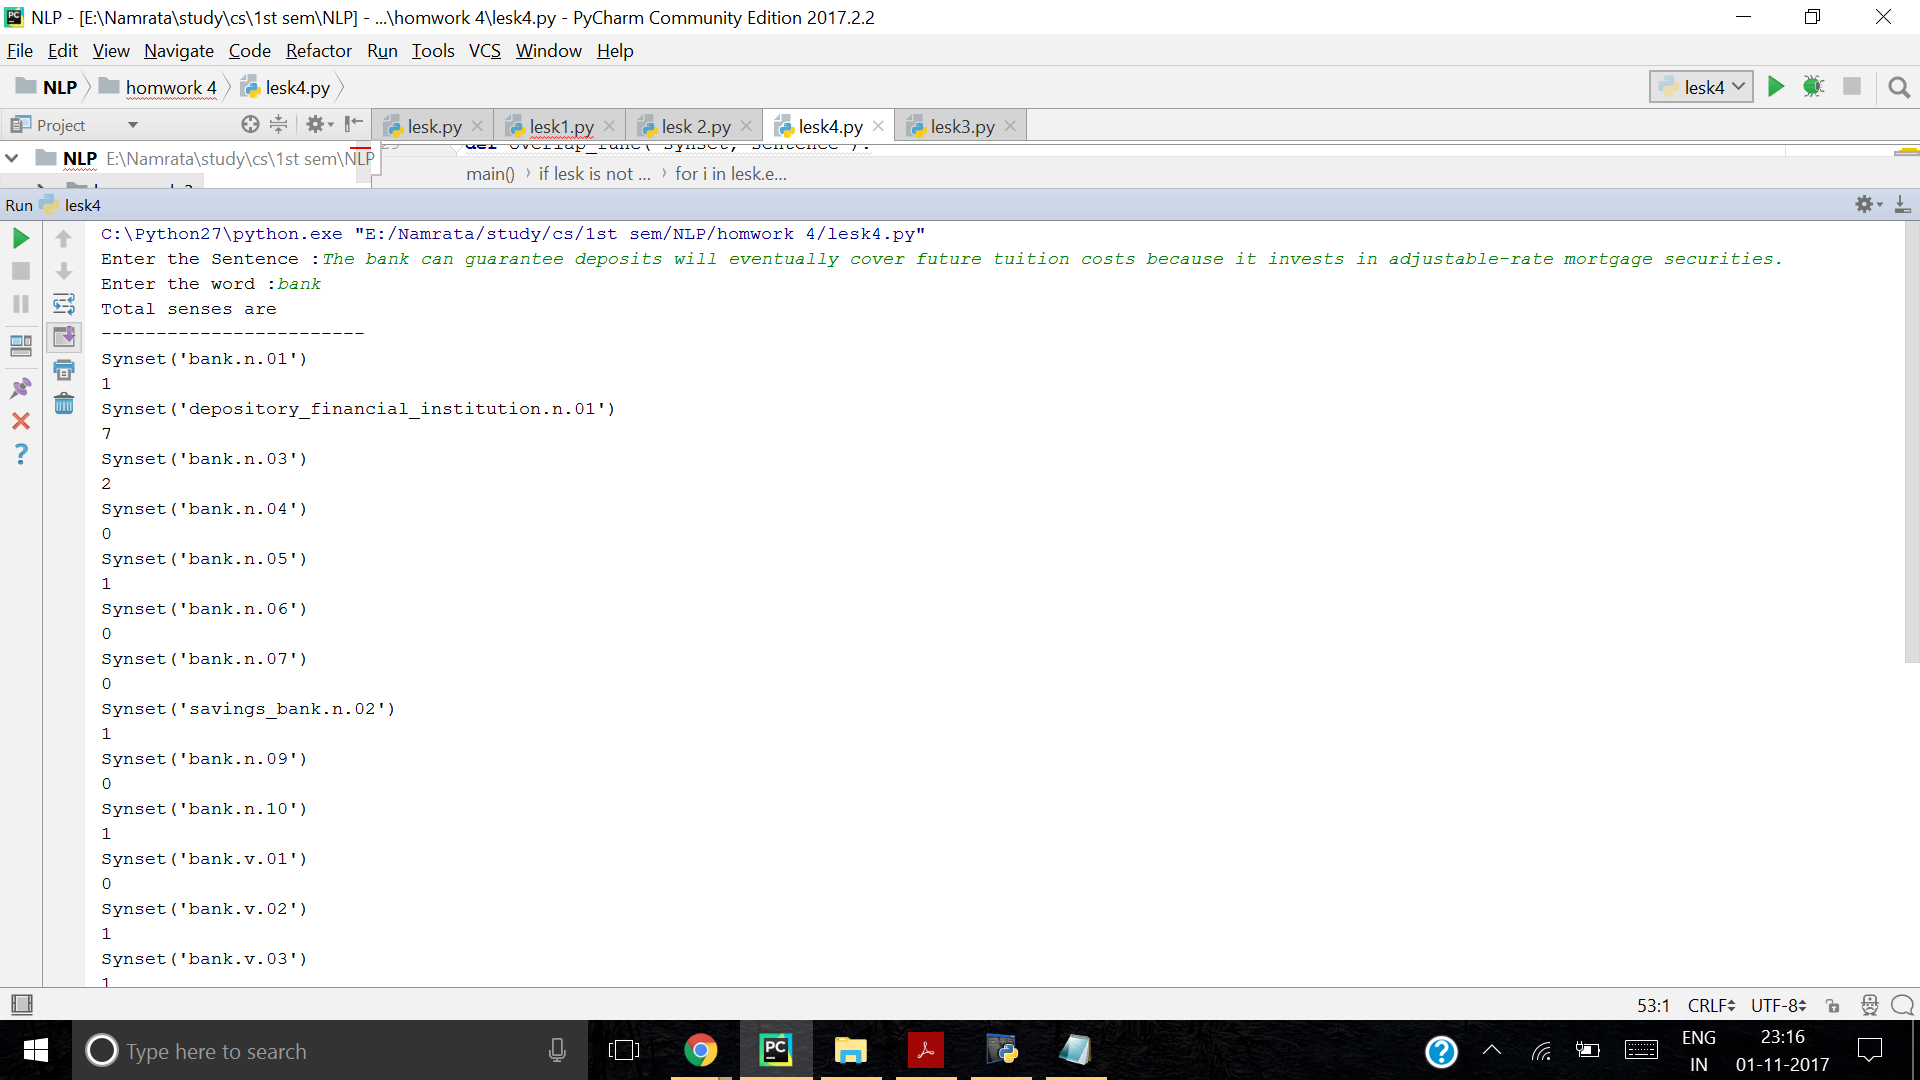 NLP - [E:\Namrata\study\cs\1st sem\NLP] - ...\homwork 4\lesk4.py - PyCharm Community Edition 2017.2.2
File Edit View Navigate Code Refactor Run Tools VCS Window Help
NLP homwork 4 lesk4.py lesk4
Project lesk.py lesk1.py lesk 2.py lesk4.py lesk3.py
NLP E:\Namrata\study\cs\1st sem\NLP
main() if lesk is not ... for i in lesk.e...
Run lesk4
C:\Python27\python.exe "E:/Namrata/study/cs/1st sem/NLP/homwork 4/lesk4.py"
Enter the Sentence :The bank can guarantee deposits will eventually cover future tuition costs because it invests in adjustable-rate mortgage securities.
Enter the word :bank
Total senses are
------------------------
Synset('bank.n.01')
1
Synset('depository_financial_institution.n.01')
7
Synset('bank.n.03')
2
Synset('bank.n.04')
0
Synset('bank.n.05')
1
Synset('bank.n.06')
0
Synset('bank.n.07')
0
Synset('savings_bank.n.02')
1
Synset('bank.n.09')
0
Synset('bank.n.10')
1
Synset('bank.v.01')
0
Synset('bank.v.02')
1
Synset('bank.v.03')
1
53:1 CRLF UTF-8
Type here to search
ENG 23:16
IN 01-11-2017